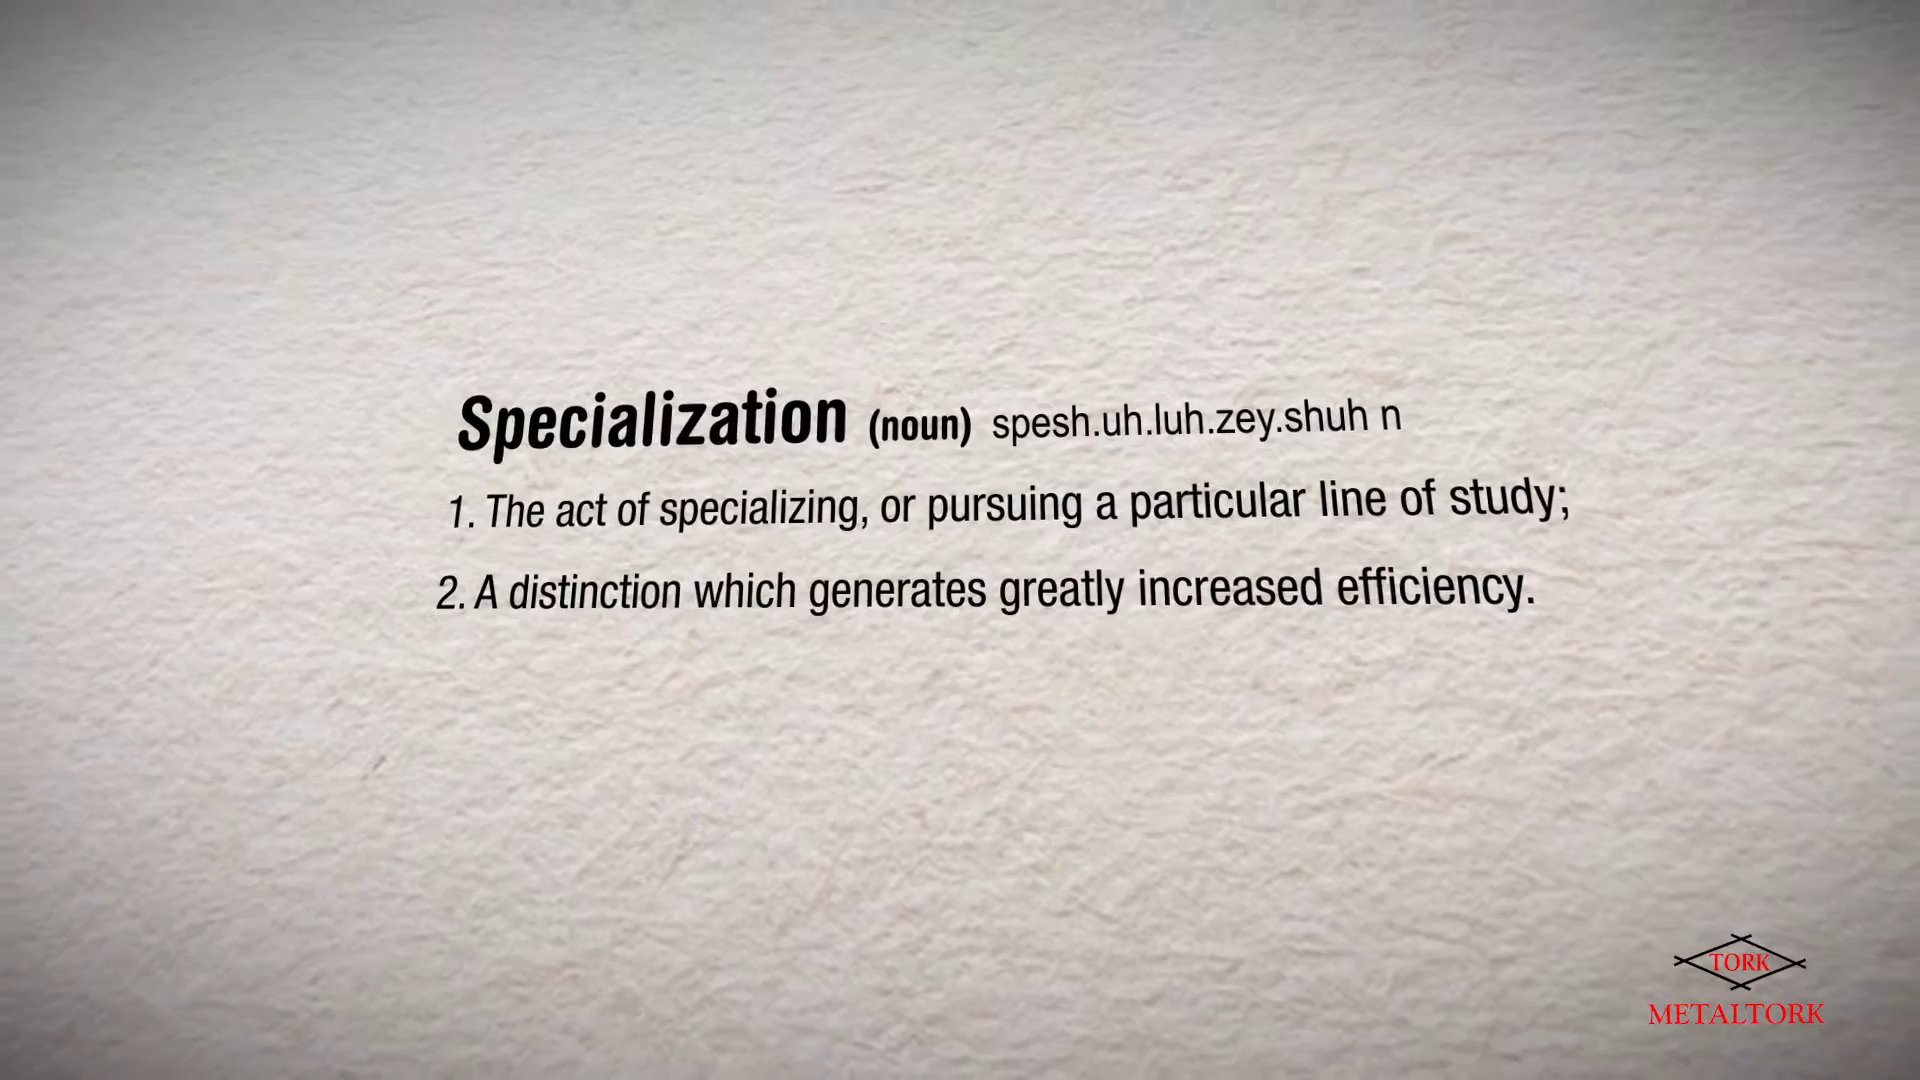 Specialization (noun) spesh.uh.luh.zey.shuh n
1. The act of specializing, or pursuing a particular line of study;
2. A distinction which generates greatly increased efficiency.
TORK
METALTORK